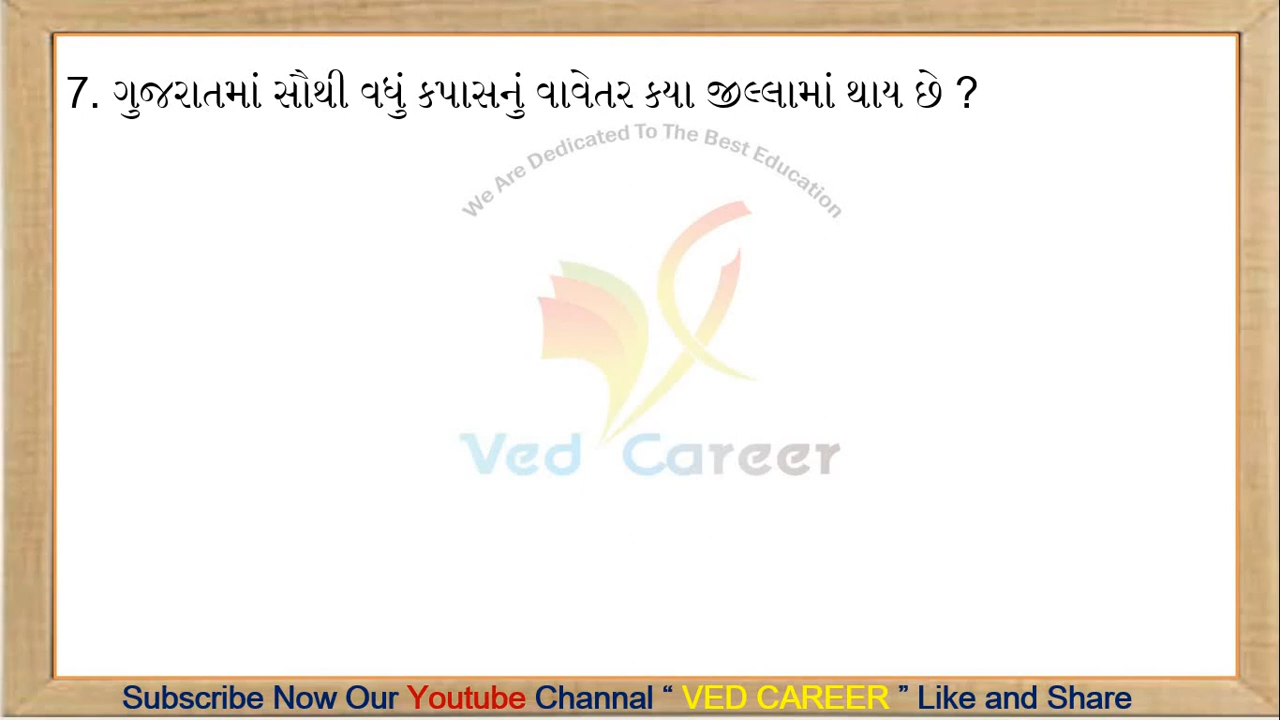 7. ગુજરાતમાં સૌથી વધું કપાસનું વાવેતર કયા જીલ્લામાં થાય છે ?
We Are Dedicated To The Best Education
Ved Career
Subscribe Now Our Youtube Channal “ VED CAREER ” Like and Share